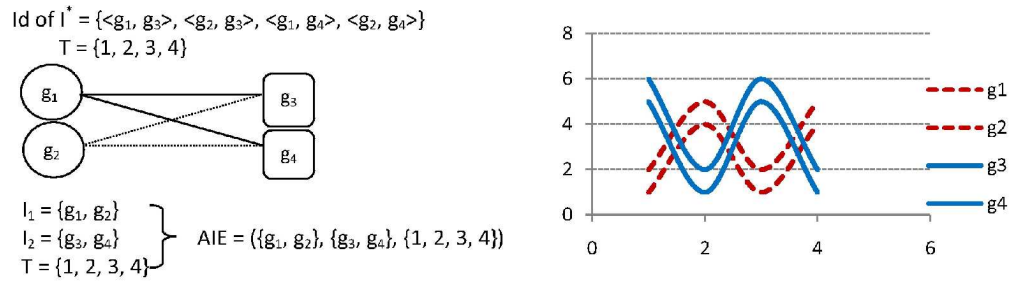 Id of I* = {<g₁, g₃>, <g₂, g₃>, <g₁, g₄>, <g₂, g₄>}
T = {1, 2, 3, 4}
g₁
g₃
g₂
g₄
I₁ = {g₁, g₂}
I₂ = {g₃, g₄}
T = {1, 2, 3, 4}
AIE = ({g₁, g₂}, {g₃, g₄}, {1, 2, 3, 4})
8
6
4
2
0
0 2 4 6
g1
g2
g3
g4